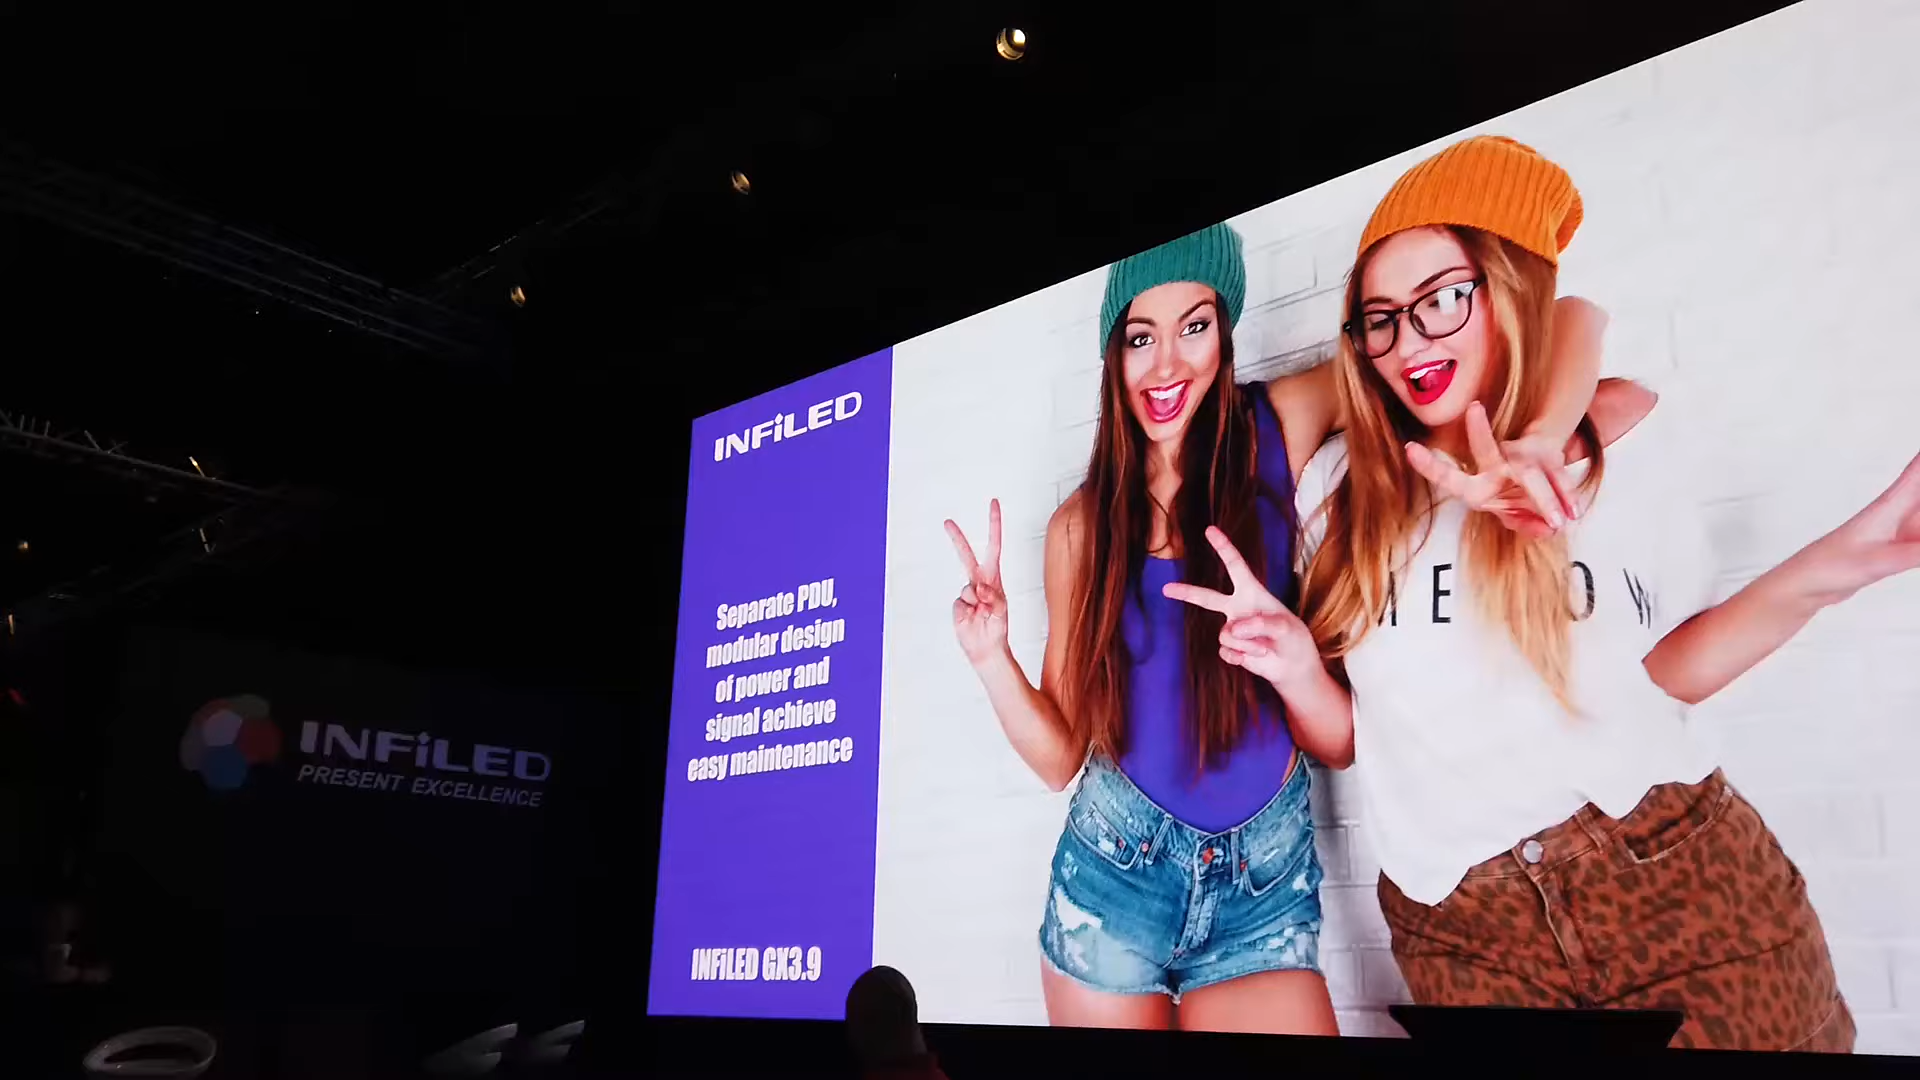 INFiLED
Separate PDU,
modular design
of power and
signal achieve
easy maintenance
INFiLED GX3.9
INFiLED
PRESENT EXCELLENCE